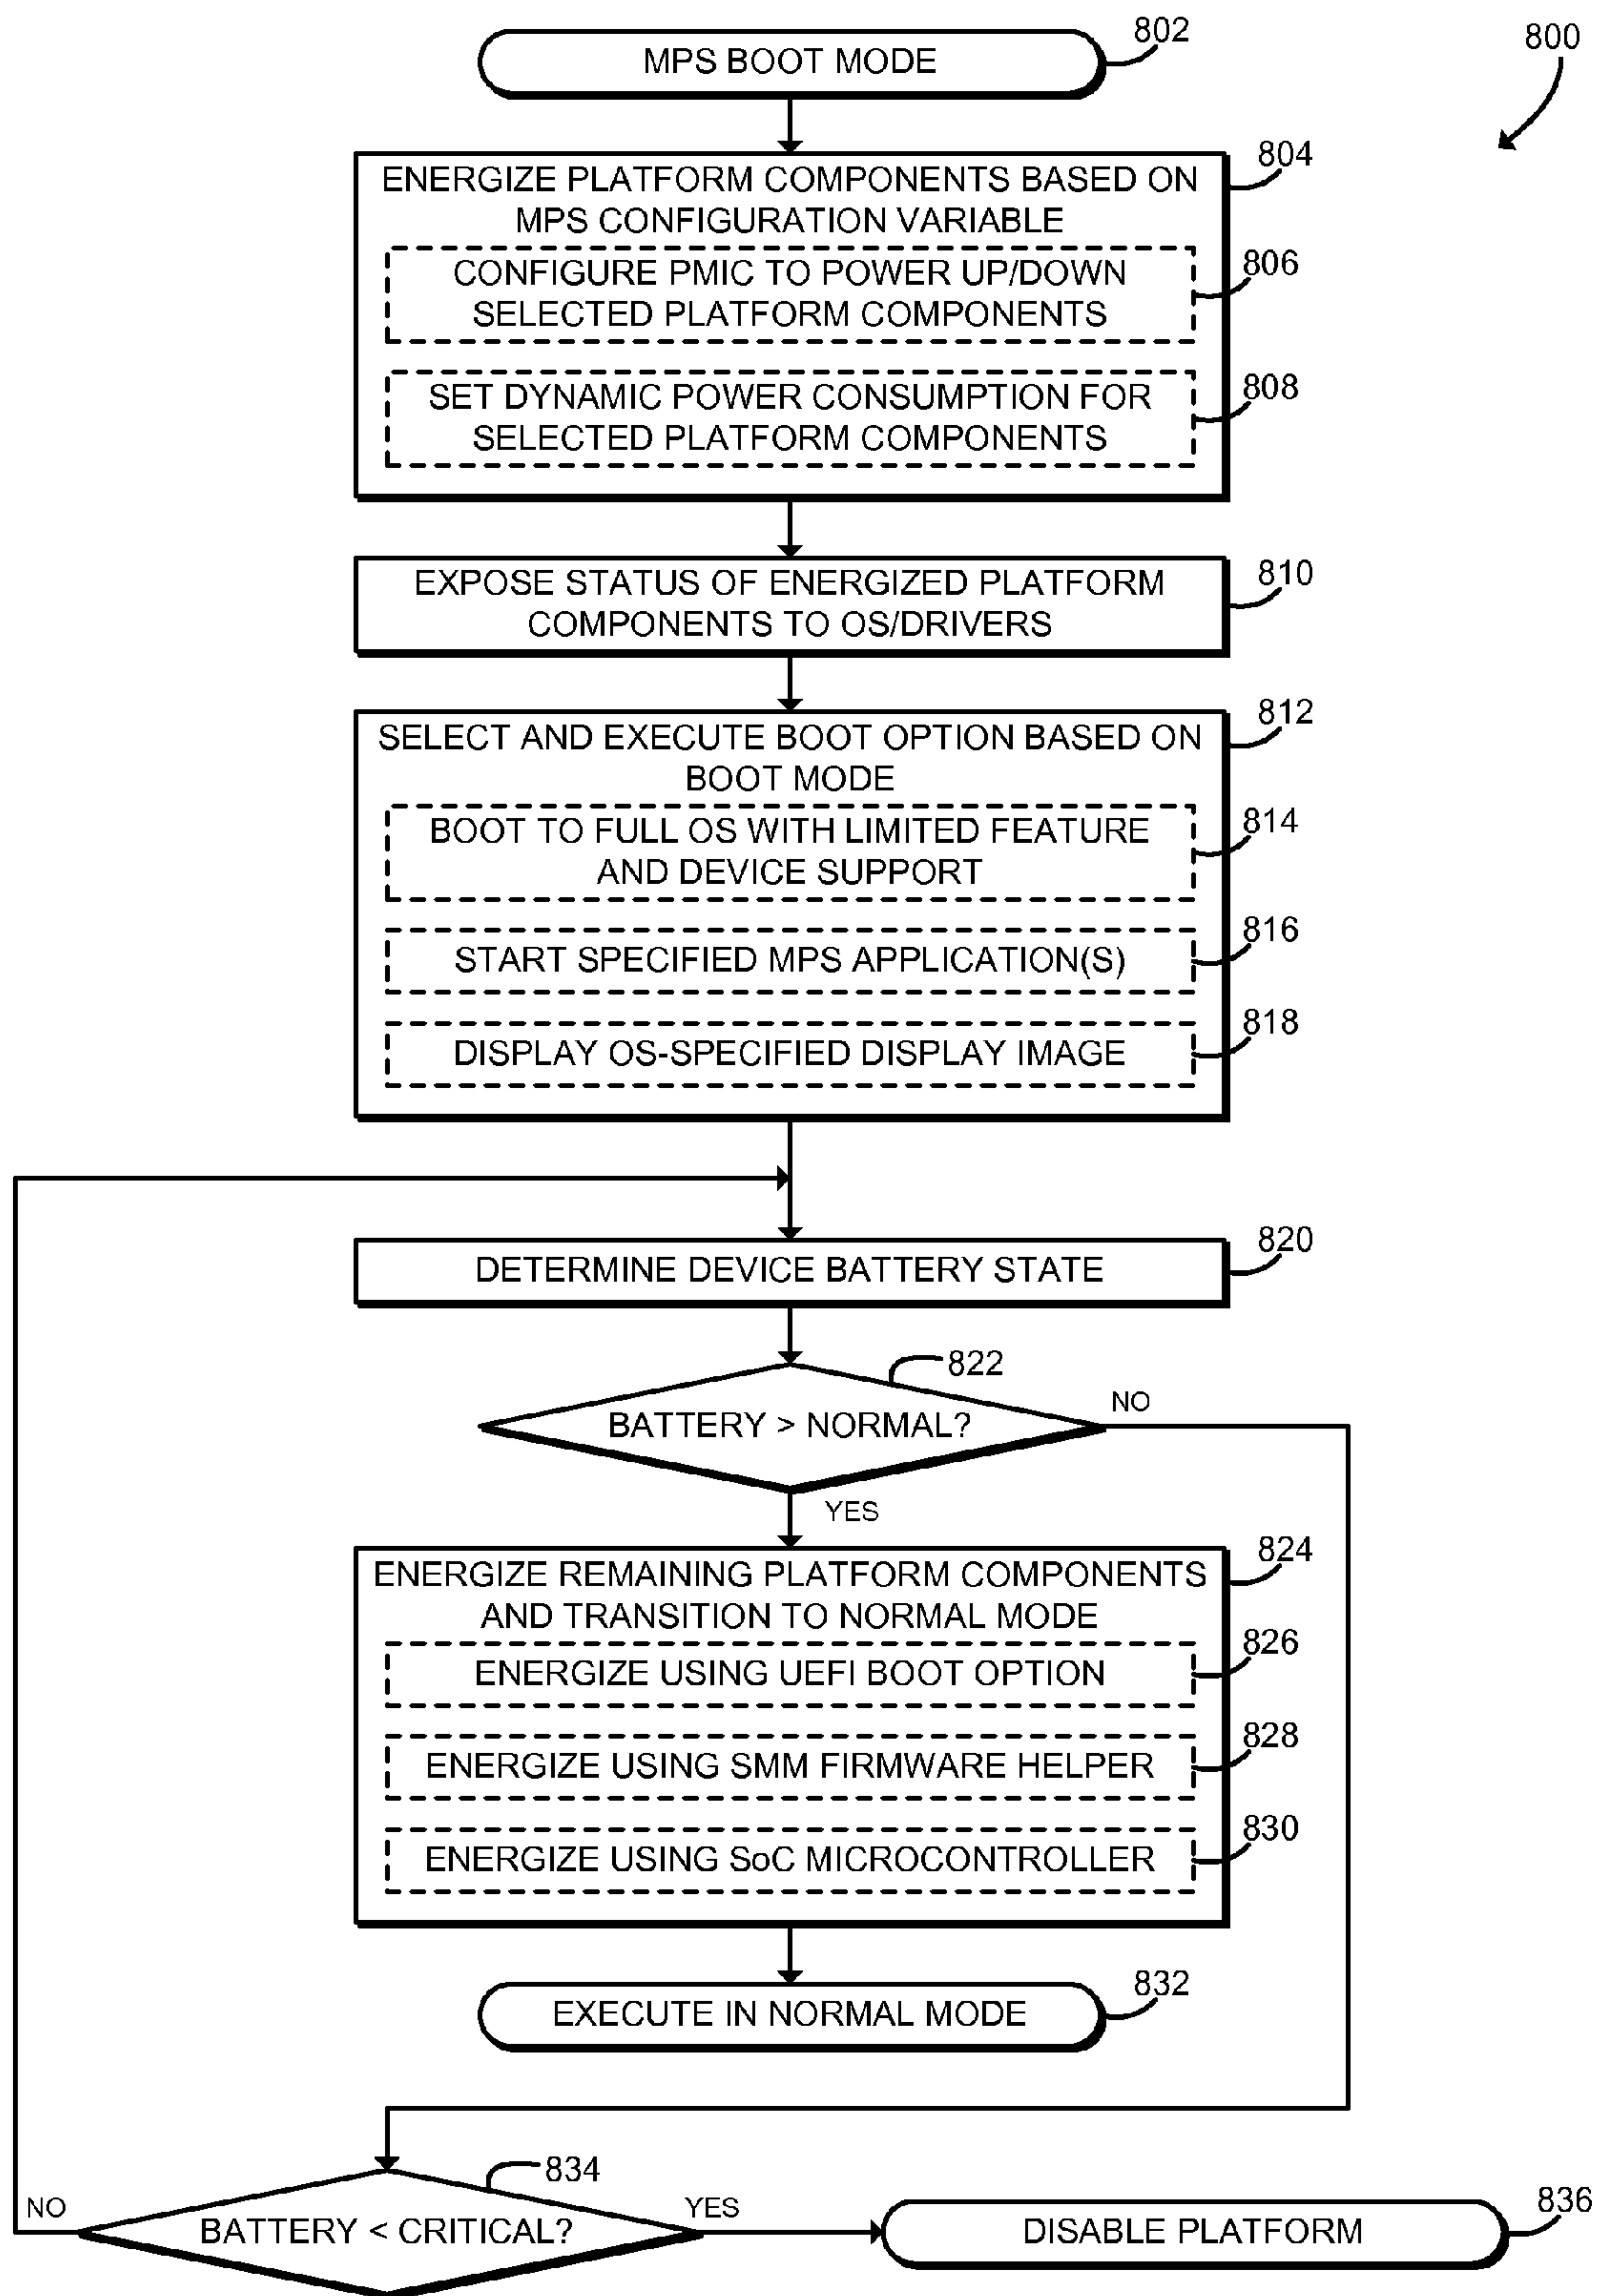 800
MPS BOOT MODE
802
ENERGIZE PLATFORM COMPONENTS BASED ON
MPS CONFIGURATION VARIABLE
804
CONFIGURE PMIC TO POWER UP/DOWN
SELECTED PLATFORM COMPONENTS
806
SET DYNAMIC POWER CONSUMPTION FOR
SELECTED PLATFORM COMPONENTS
808
EXPOSE STATUS OF ENERGIZED PLATFORM
COMPONENTS TO OS/DRIVERS
810
SELECT AND EXECUTE BOOT OPTION BASED ON
BOOT MODE
812
BOOT TO FULL OS WITH LIMITED FEATURE
AND DEVICE SUPPORT
814
START SPECIFIED MPS APPLICATION(S)
816
DISPLAY OS-SPECIFIED DISPLAY IMAGE
818
DETERMINE DEVICE BATTERY STATE
820
BATTERY > NORMAL?
822
NO
YES
ENERGIZE REMAINING PLATFORM COMPONENTS
AND TRANSITION TO NORMAL MODE
824
ENERGIZE USING UEFI BOOT OPTION
826
ENERGIZE USING SMM FIRMWARE HELPER
828
ENERGIZE USING SoC MICROCONTROLLER
830
EXECUTE IN NORMAL MODE
832
BATTERY < CRITICAL?
834
NO
YES
DISABLE PLATFORM
836